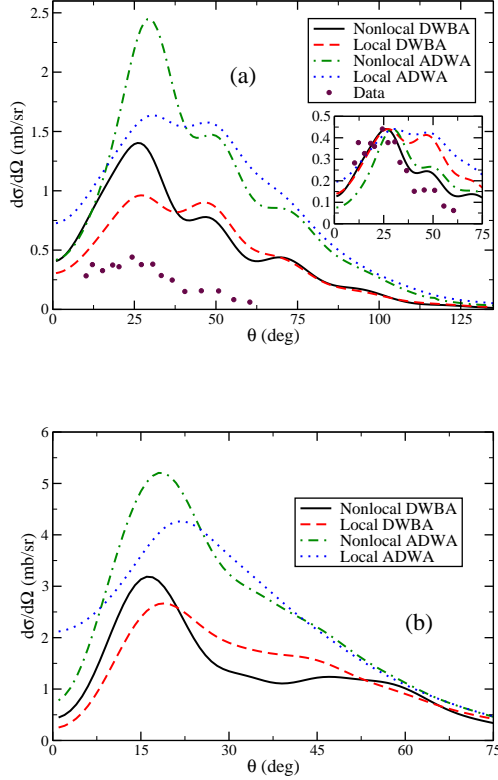 2.5
2
1.5
1
0.5
0
dσ/dΩ (mb/sr)
(a)
Nonlocal DWBA
Local DWBA
Nonlocal ADWA
Local ADWA
Data
0.5
0.4
0.3
0.2
0.1
0
0 25 50 75
0 25 50 75 100 125
θ (deg)
6
5
4
3
2
1
0
dσ/dΩ (mb/sr)
Nonlocal DWBA
Local DWBA
Nonlocal ADWA
Local ADWA
(b)
0 15 30 45 60 75
θ (deg)